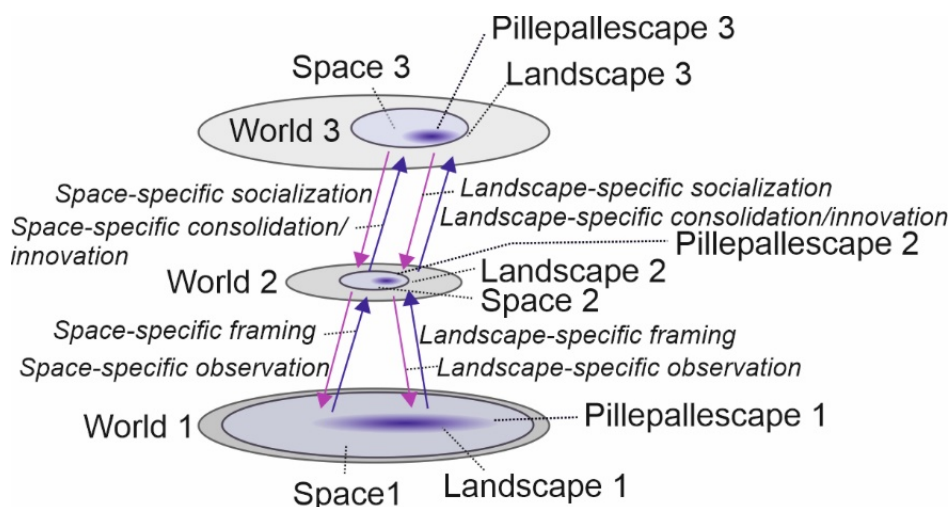 Pillepallescape 3
Space 3
Landscape 3
World 3
Space-specific socialization
Landscape-specific socialization
Space-specific consolidation/
innovation
Landscape-specific consolidation/innovation
Pillepallescape 2
World 2
Landscape 2
Space 2
Space-specific framing
Landscape-specific framing
Space-specific observation
Landscape-specific observation
World 1
Pillepallescape 1
Space1
Landscape 1